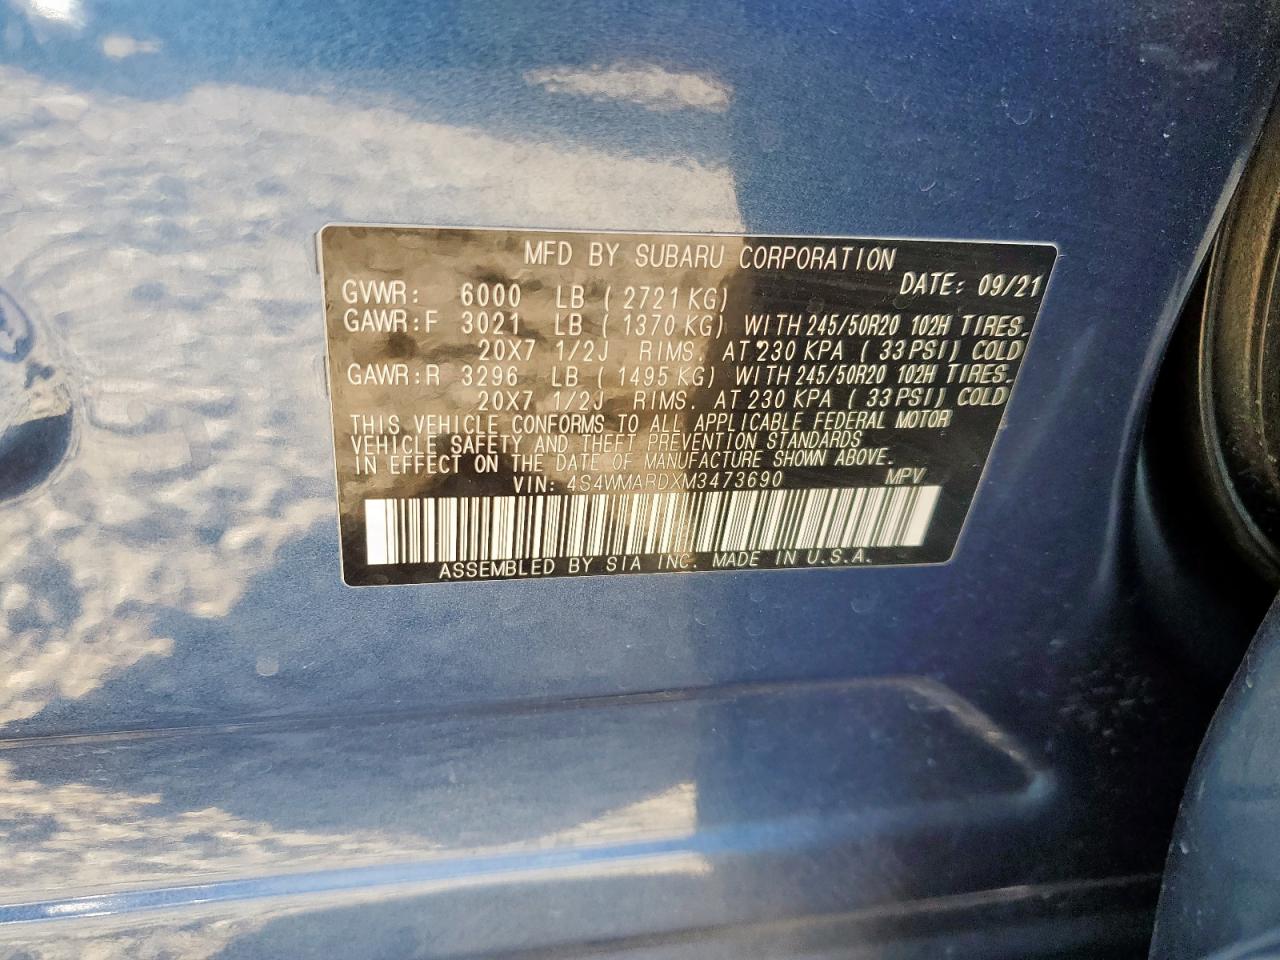 MFD BY SUBARU CORPORATION
DATE: 09/21
GVWR: 6000 LB ( 2721 KG)
GAWR:F 3021 LB ( 1370 KG) WITH 245/50R20 102H TIRES.
20X7 1/2J RIMS. AT 230 KPA ( 33 PSI) COLD
GAWR:R 3296 LB ( 1495 KG) WITH 245/50R20 102H TIRES.
20X7 1/2J RIMS. AT 230 KPA ( 33 PSI) COLD
THIS VEHICLE CONFORMS TO ALL APPLICABLE FEDERAL MOTOR
VEHICLE SAFETY AND THEFT PREVENTION STANDARDS
IN EFFECT ON THE DATE OF MANUFACTURE SHOWN ABOVE.
VIN: 4S4WMARDXM3473690 MPV
ASSEMBLED BY SIA INC. MADE IN U.S.A.